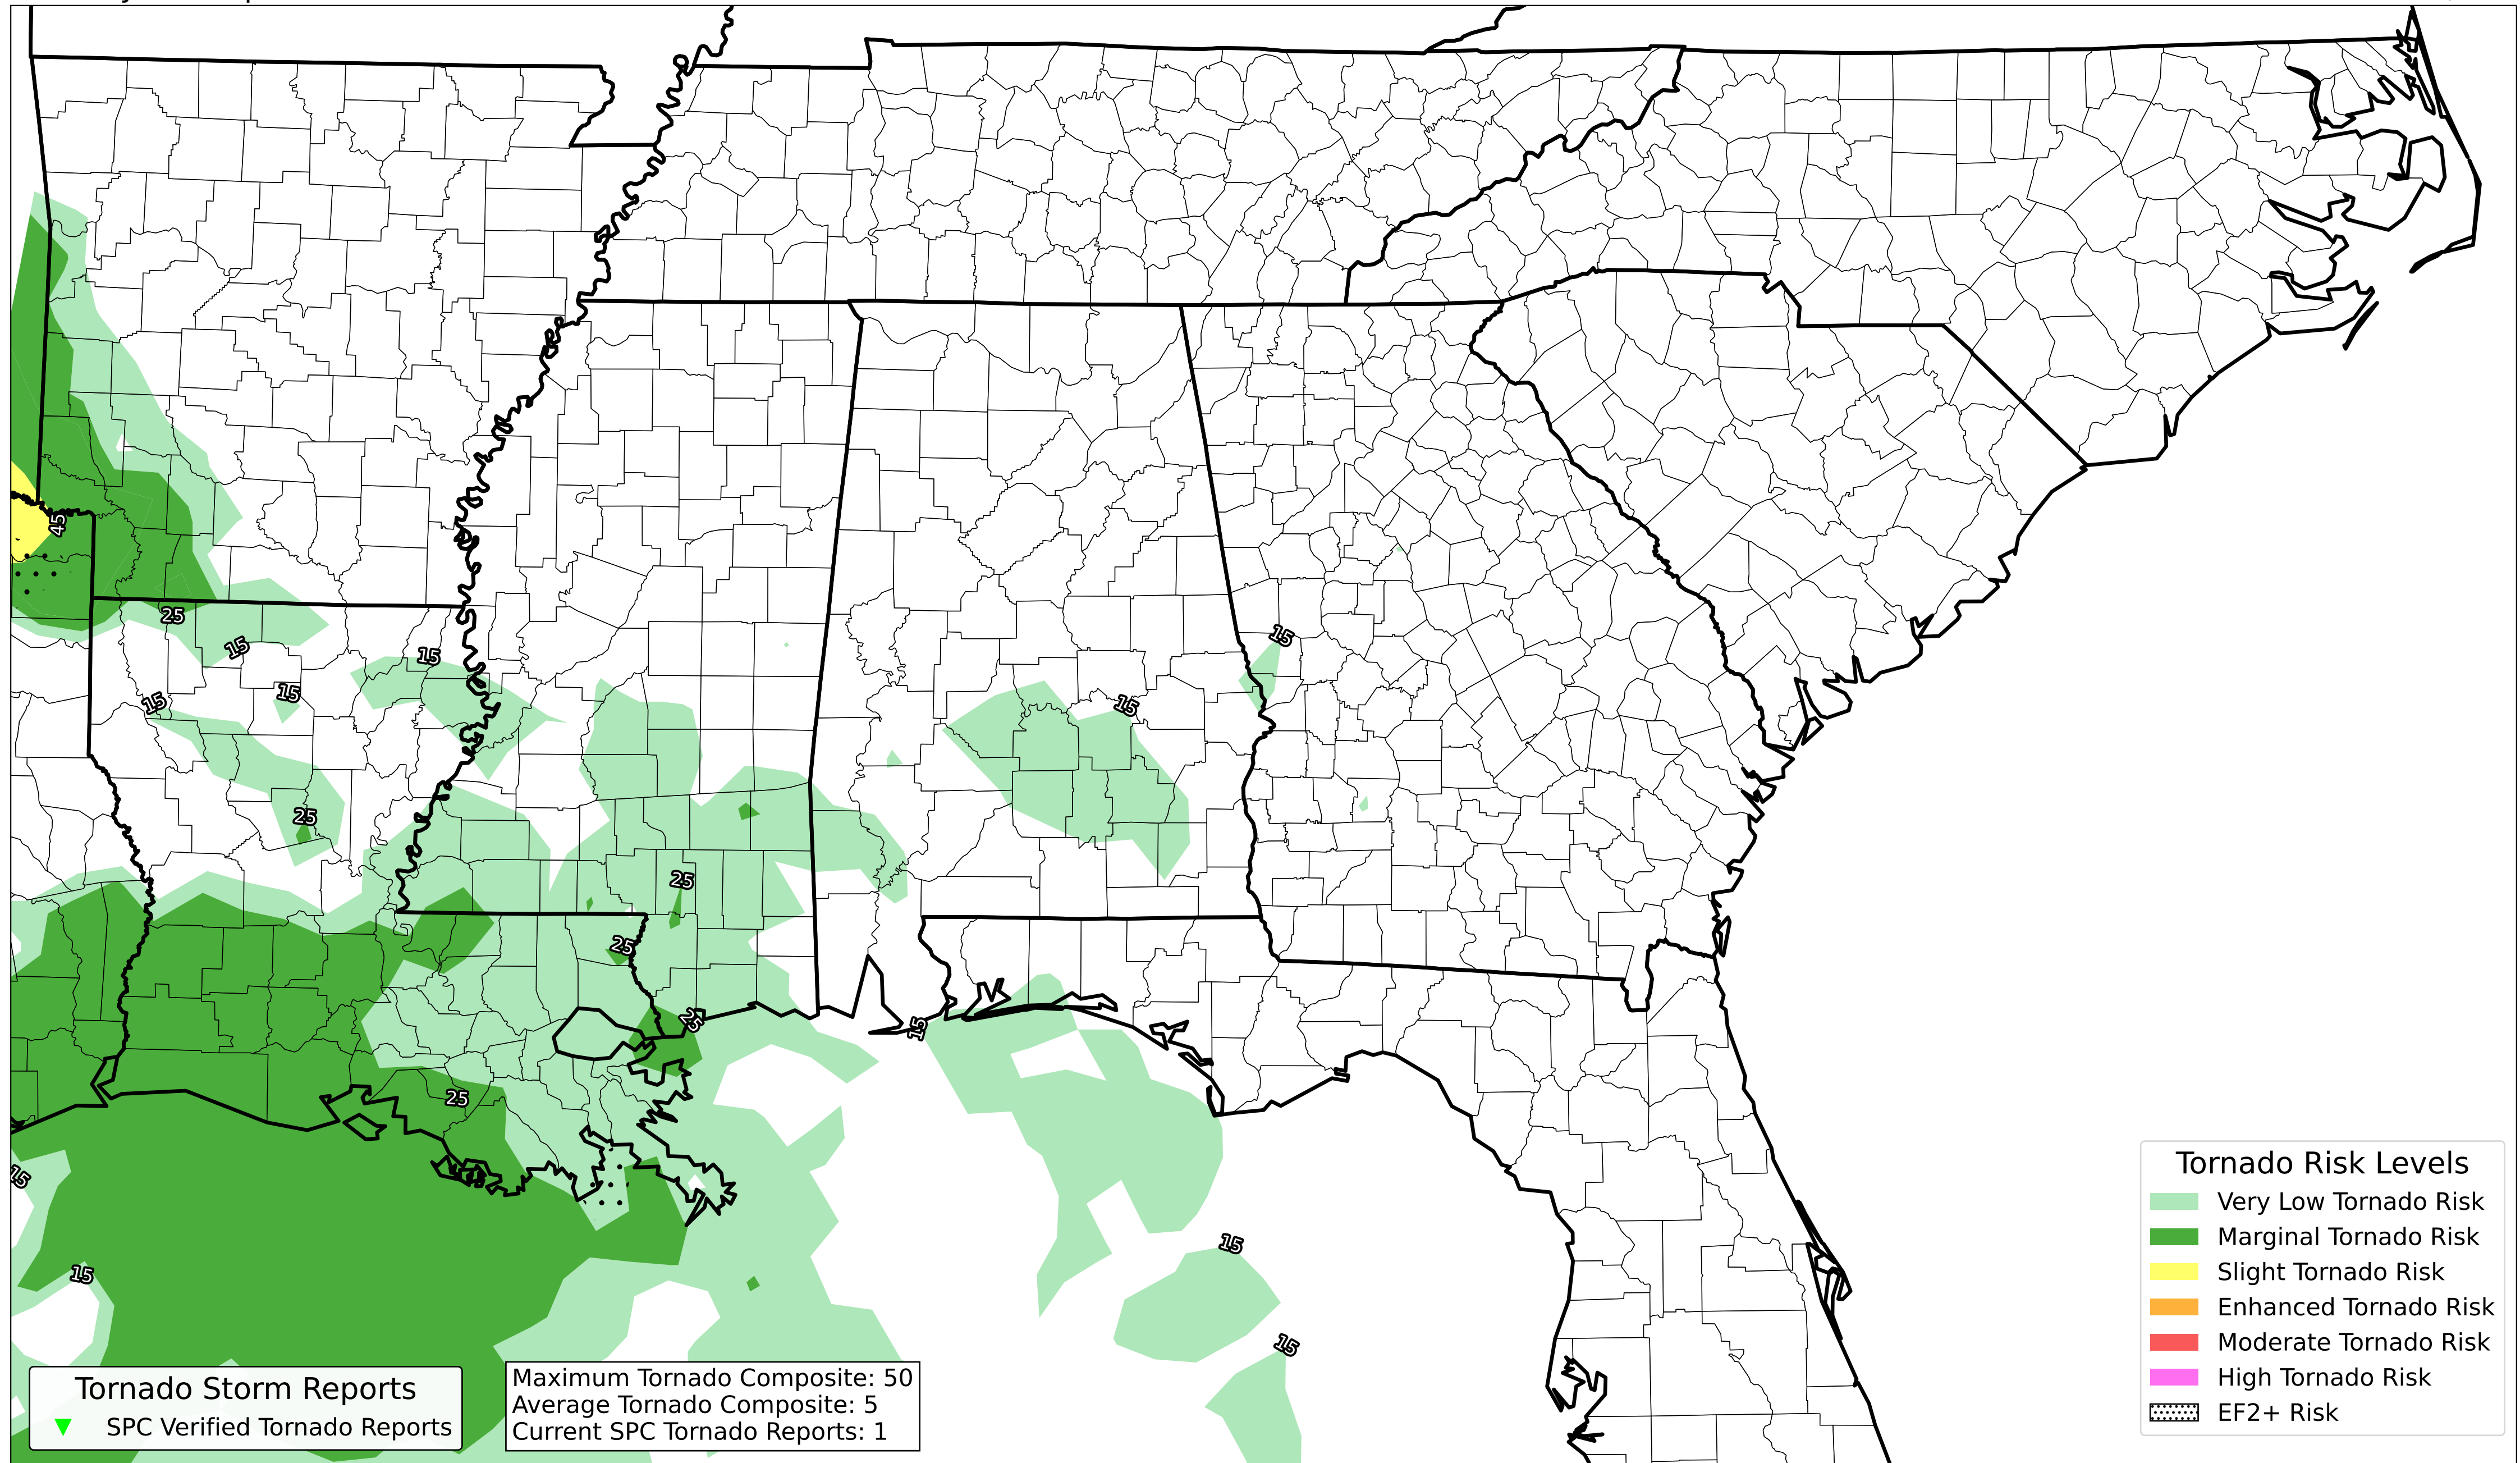 45
25
15
15
15
15
25
15
15
25
25
25
15
25
15
15
15
15
Tornado Risk Levels
Very Low Tornado Risk
Marginal Tornado Risk
Slight Tornado Risk
Enhanced Tornado Risk
Moderate Tornado Risk
High Tornado Risk
EF2+ Risk
Tornado Storm Reports
SPC Verified Tornado Reports
Maximum Tornado Composite: 50
Average Tornado Composite: 5
Current SPC Tornado Reports: 1